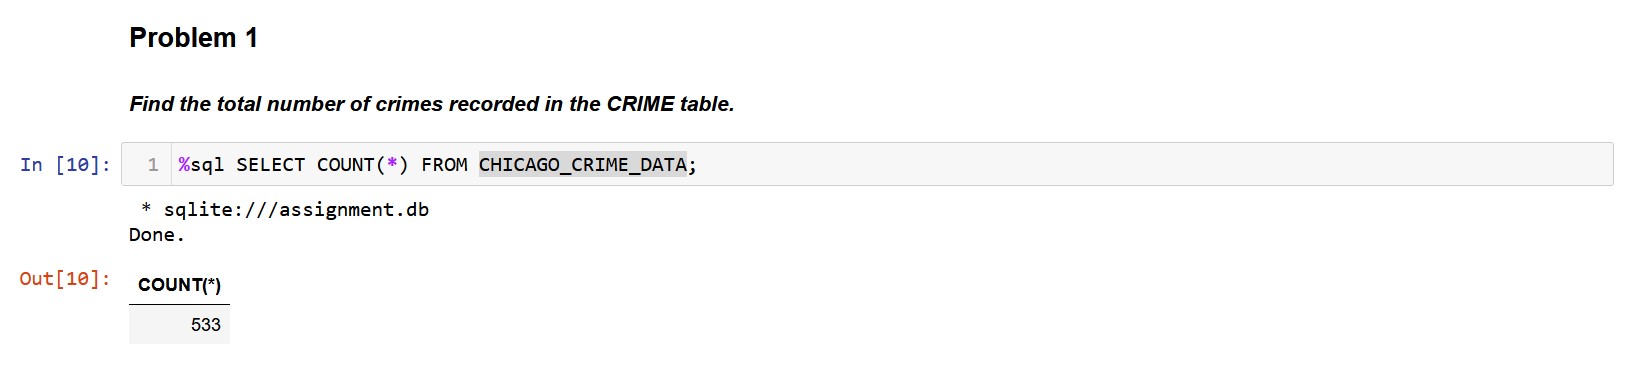 Problem 1
Find the total number of crimes recorded in the CRIME table.
In [10]: 1 %sql SELECT COUNT(*) FROM CHICAGO_CRIME_DATA;
* sqlite:///assignment.db
Done.
Out[10]: COUNT(*)
533